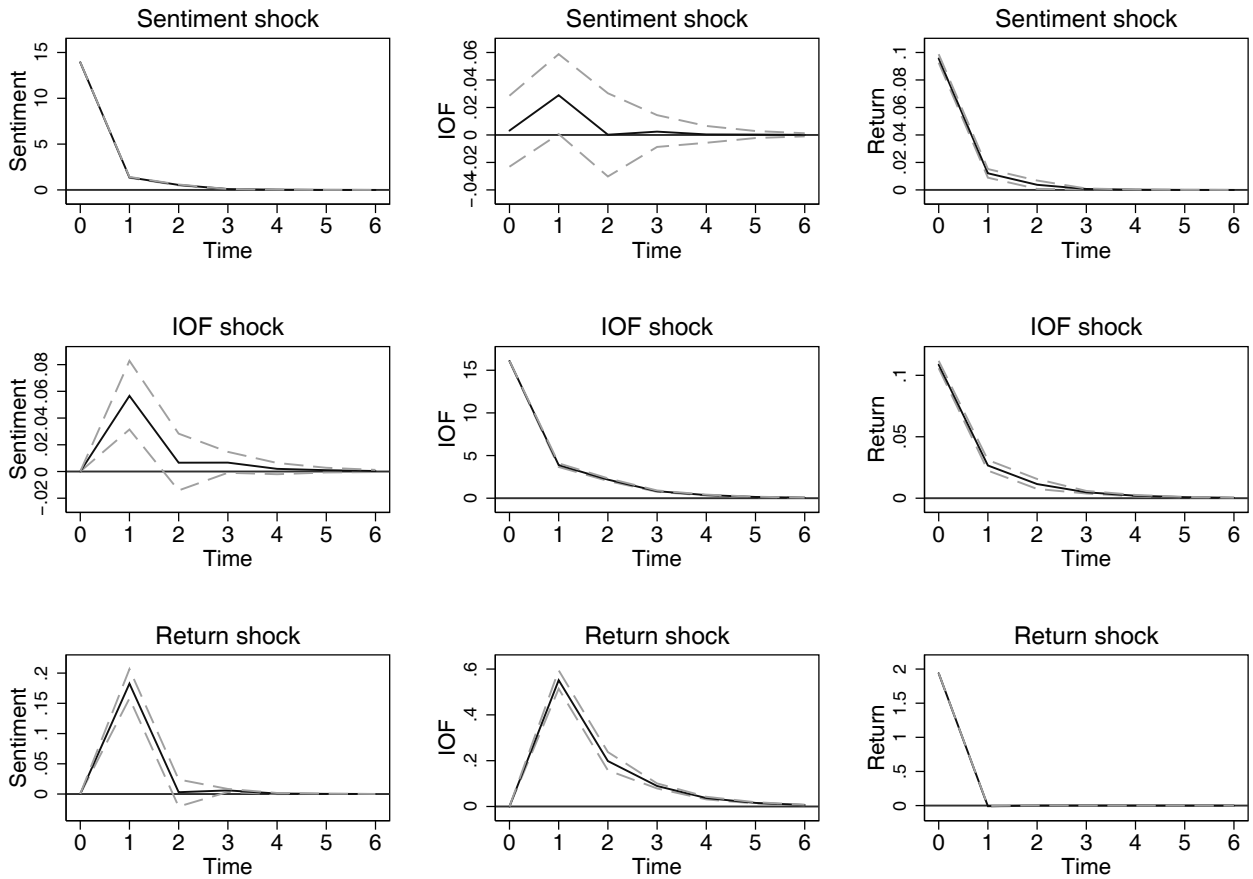 Sentiment shock
Sentiment shock
Sentiment shock
Sentiment
0 5 10 15
0 1 2 3 4 5 6
Time
IOF
-.04-.02 0 .02 .04 .06
0 1 2 3 4 5 6
Time
Return
0 .02 .04 .06 .08 .1
0 1 2 3 4 5 6
Time
IOF shock
IOF shock
IOF shock
Sentiment
-.02 0 .02 .04 .06 .08
0 1 2 3 4 5 6
Time
IOF
0 5 10 15
0 1 2 3 4 5 6
Time
Return
0 .05 .1
0 1 2 3 4 5 6
Time
Return shock
Return shock
Return shock
Sentiment
0 .05 .1 .15 .2
0 1 2 3 4 5 6
Time
IOF
0 .2 .4 .6
0 1 2 3 4 5 6
Time
Return
0 .5 1 1.5 2
0 1 2 3 4 5 6
Time